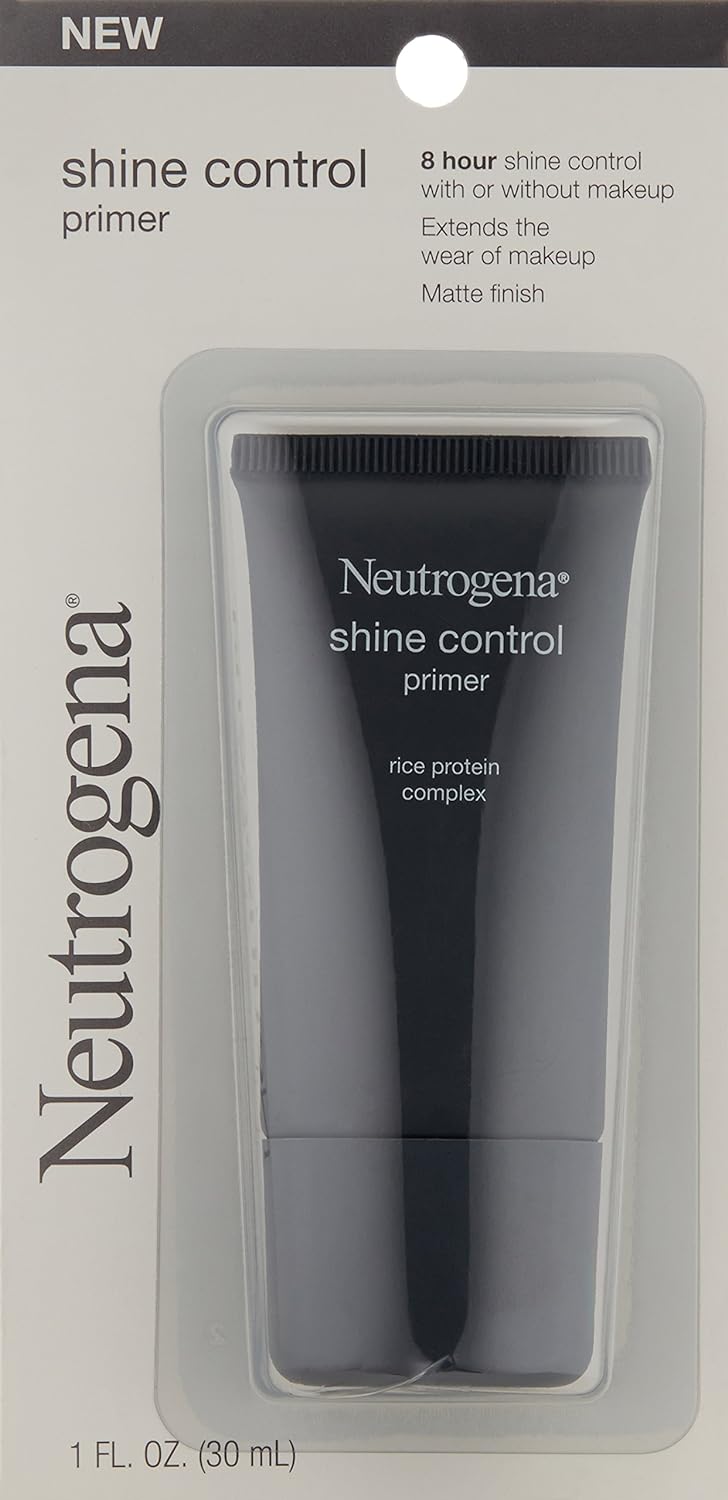 NEW
shine control
primer
8 hour shine control
with or without makeup
Extends the
wear of makeup
Matte finish
Neutrogena®
Neutrogena®
shine control
primer
rice protein
complex
1 FL. OZ. (30 mL)